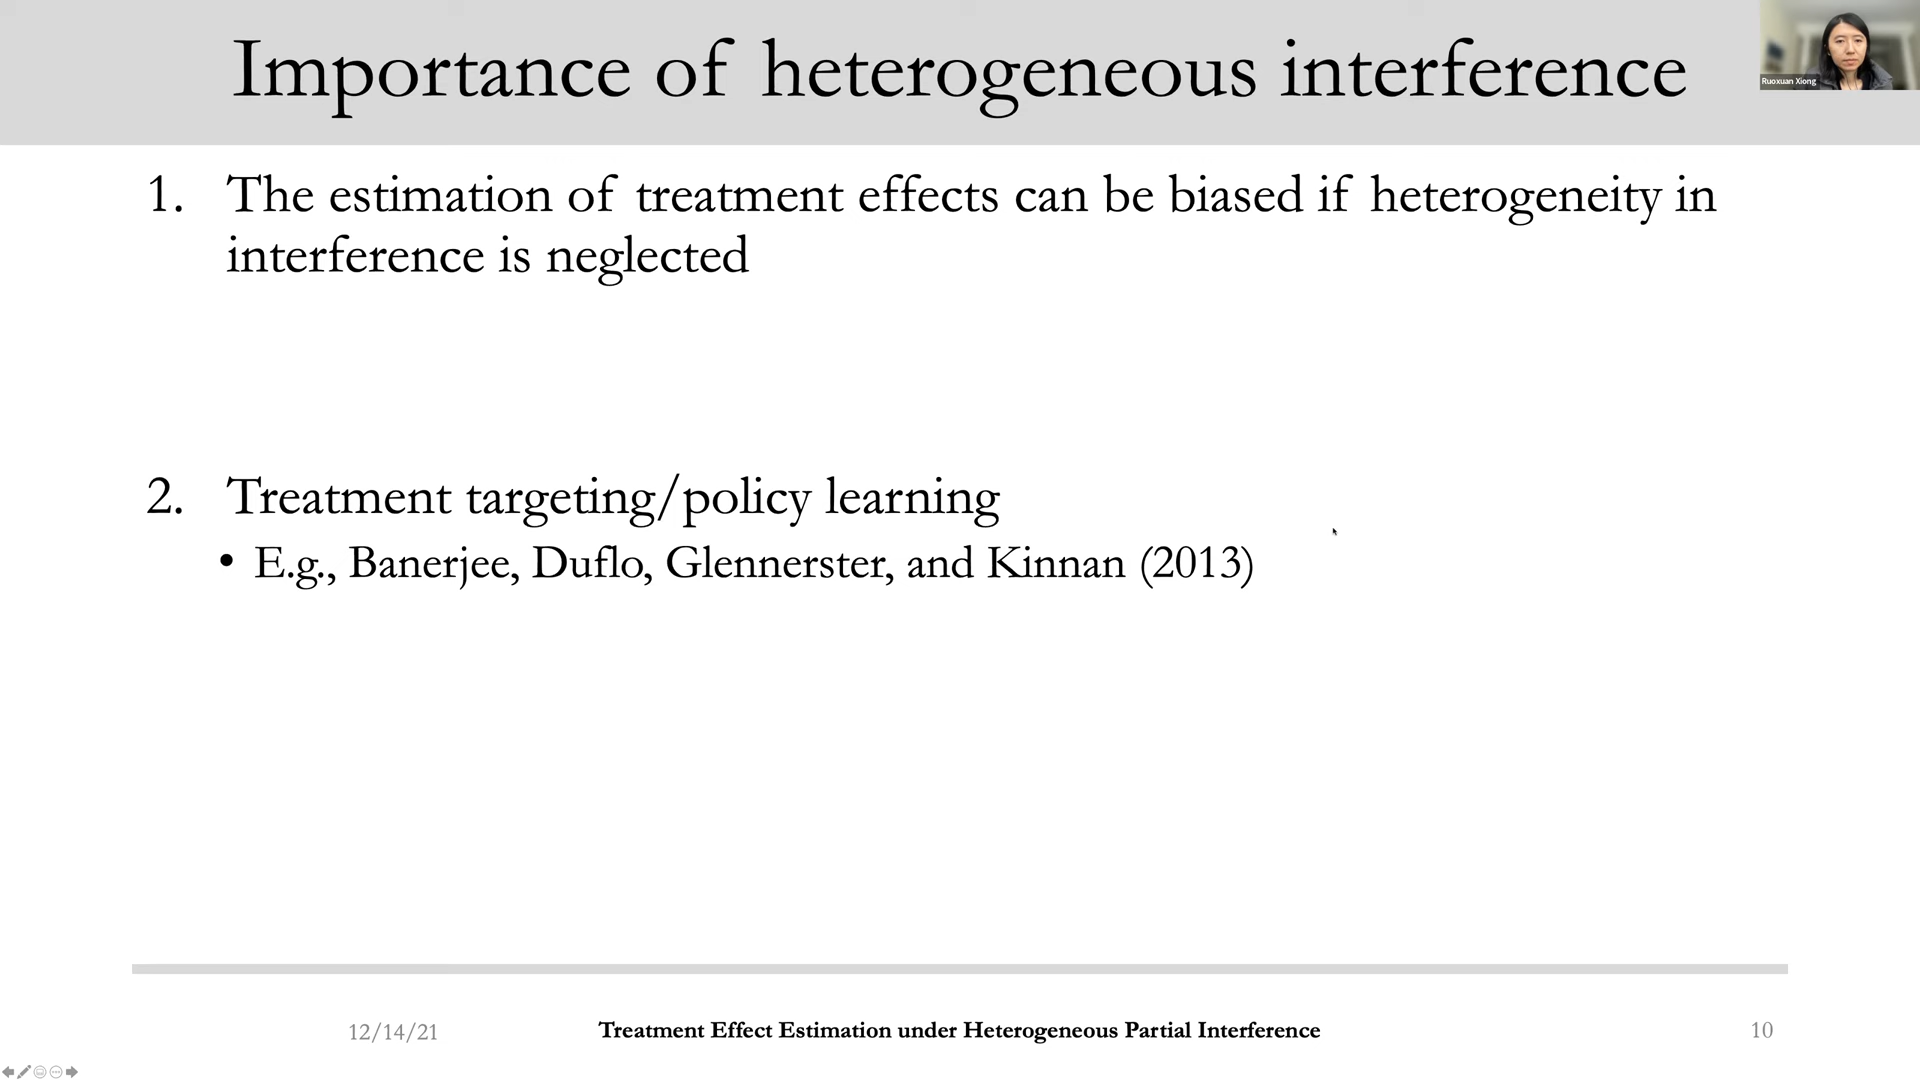 Importance of heterogeneous interference
Ruoxuan Xiong
1. The estimation of treatment effects can be biased if heterogeneity in
interference is neglected
2. Treatment targeting/policy learning
• E.g., Banerjee, Duflo, Glennerster, and Kinnan (2013)
12/14/21
Treatment Effect Estimation under Heterogeneous Partial Interference
10